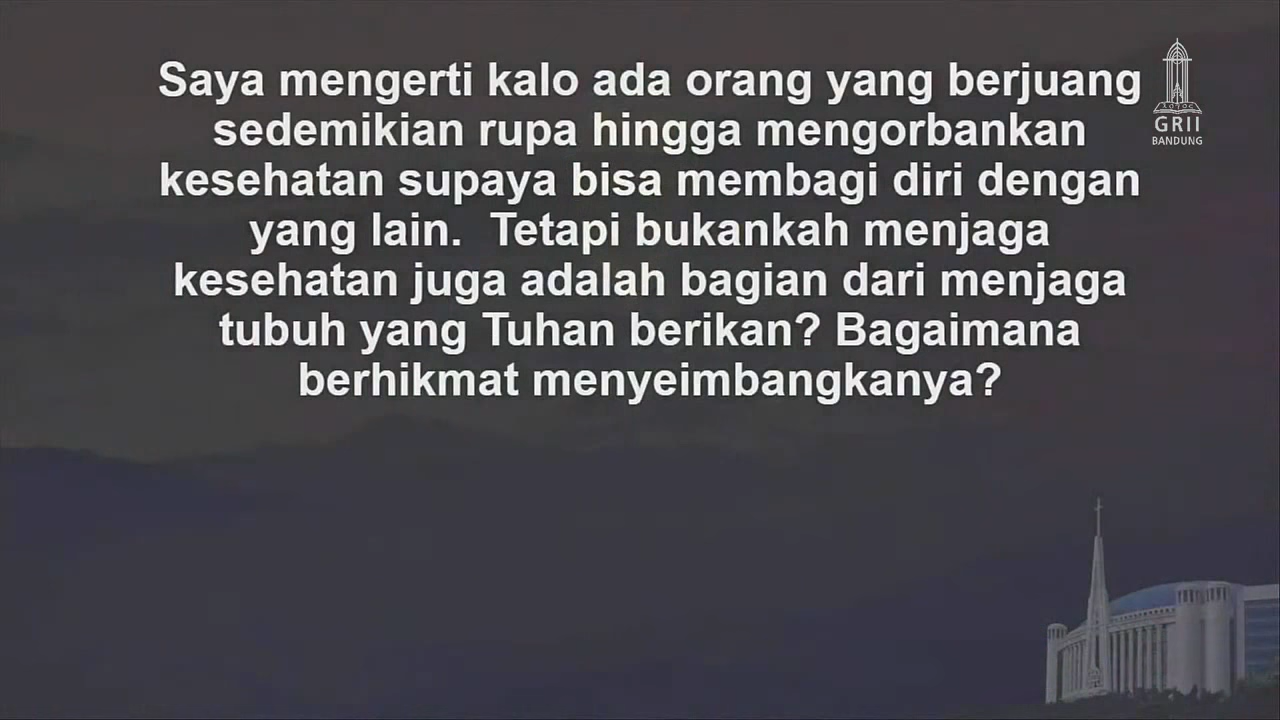 Saya mengerti kalo ada orang yang berjuang
sedemikian rupa hingga mengorbankan
kesehatan supaya bisa membagi diri dengan
yang lain.  Tetapi bukankah menjaga
kesehatan juga adalah bagian dari menjaga
tubuh yang Tuhan berikan? Bagaimana
berhikmat menyeimbangkanya?
GRII
BANDUNG